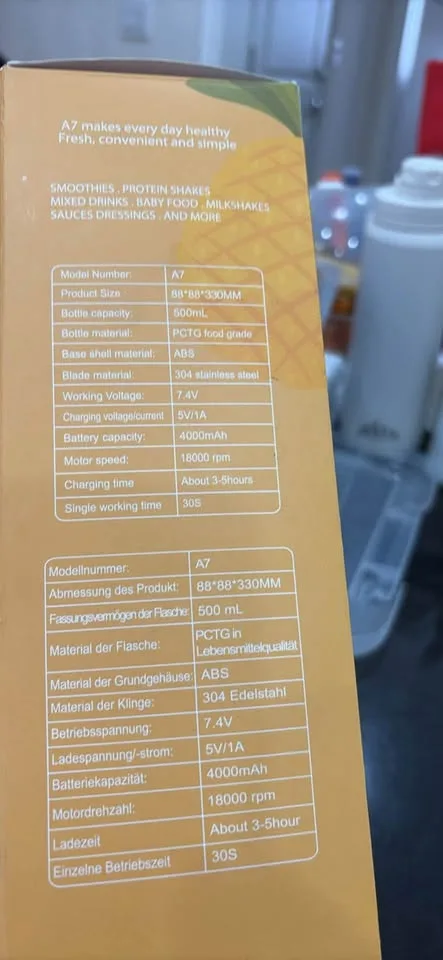 A7 makes every day healthy
Fresh, convenient and simple
SMOOTHIES . PROTEIN SHAKES
MIXED DRINKS . BABY FOOD . MILKSHAKES
SAUCES DRESSINGS . AND MORE
Model Number: A7
Product Size 88*88*330MM
Bottle capacity: 500mL
Bottle material: PCTG food grade
Base shell material: ABS
Blade material: 304 stainless steel
Working Voltage: 7.4V
Charging voltage/current 5V/1A
Battery capacity: 4000mAh
Motor speed: 18000 rpm
Charging time About 3-5hours
Single working time 30S
Modellnummer: A7
Abmessung des Produkt: 88*88*330MM
Fassungsvermögen der Flasche: 500 mL
Material der Flasche: PCTG in
Lebensmittelqualität
Material der Grundgehäuse: ABS
Material der Klinge: 304 Edelstahl
Betriebsspannung: 7.4V
Ladespannung/-strom: 5V/1A
Batteriekapazität: 4000mAh
Motordrehzahl: 18000 rpm
Ladezeit About 3-5hour
Einzelne Betriebszeit 30S